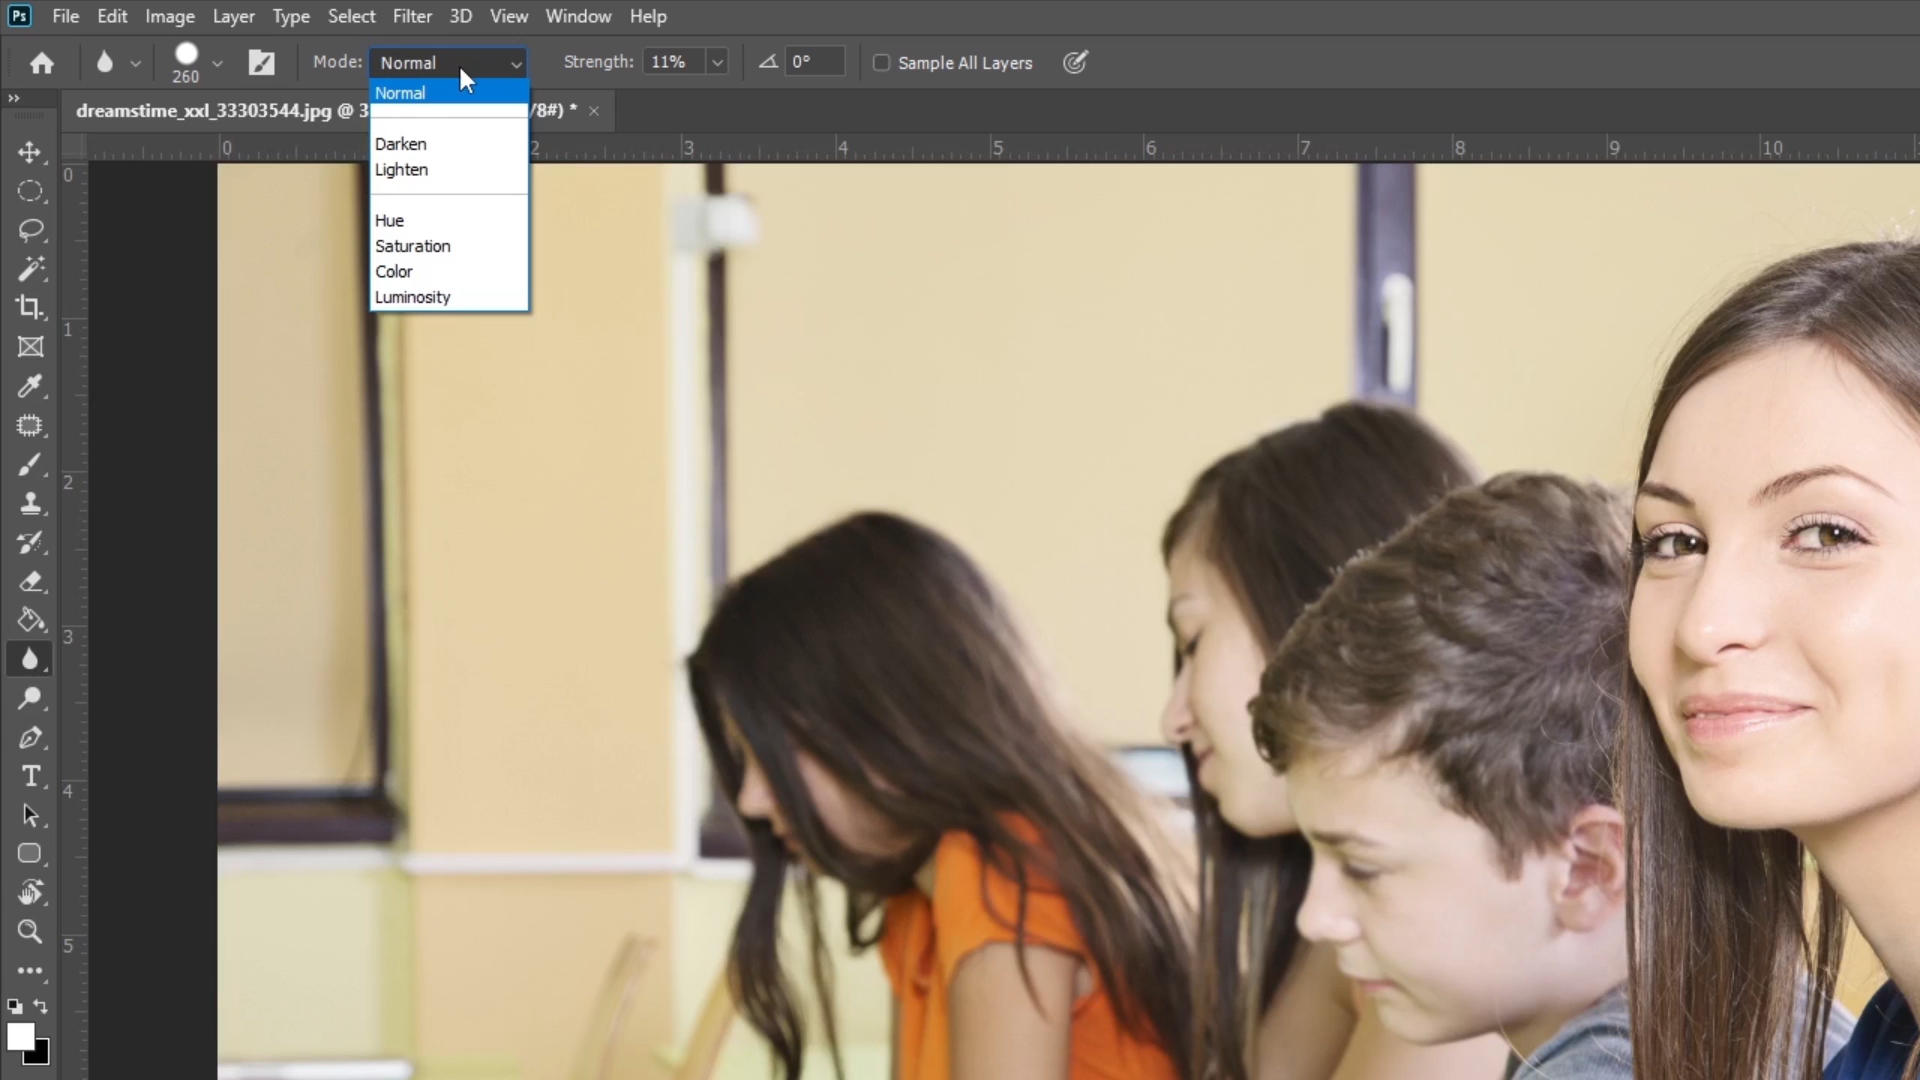 Ps File Edit Image Layer Type Select Filter 3D View Window Help
260 Mode: Normal Strength: 11% 0° Sample All Layers
dreamstime_xxl_33303544.jpg @ 3 /8#) * ×
Normal
Darken
Lighten
Hue
Saturation
Color
Luminosity
0 2 3 4 5 6 7 8 9 10
0
1
2
3
4
5
T